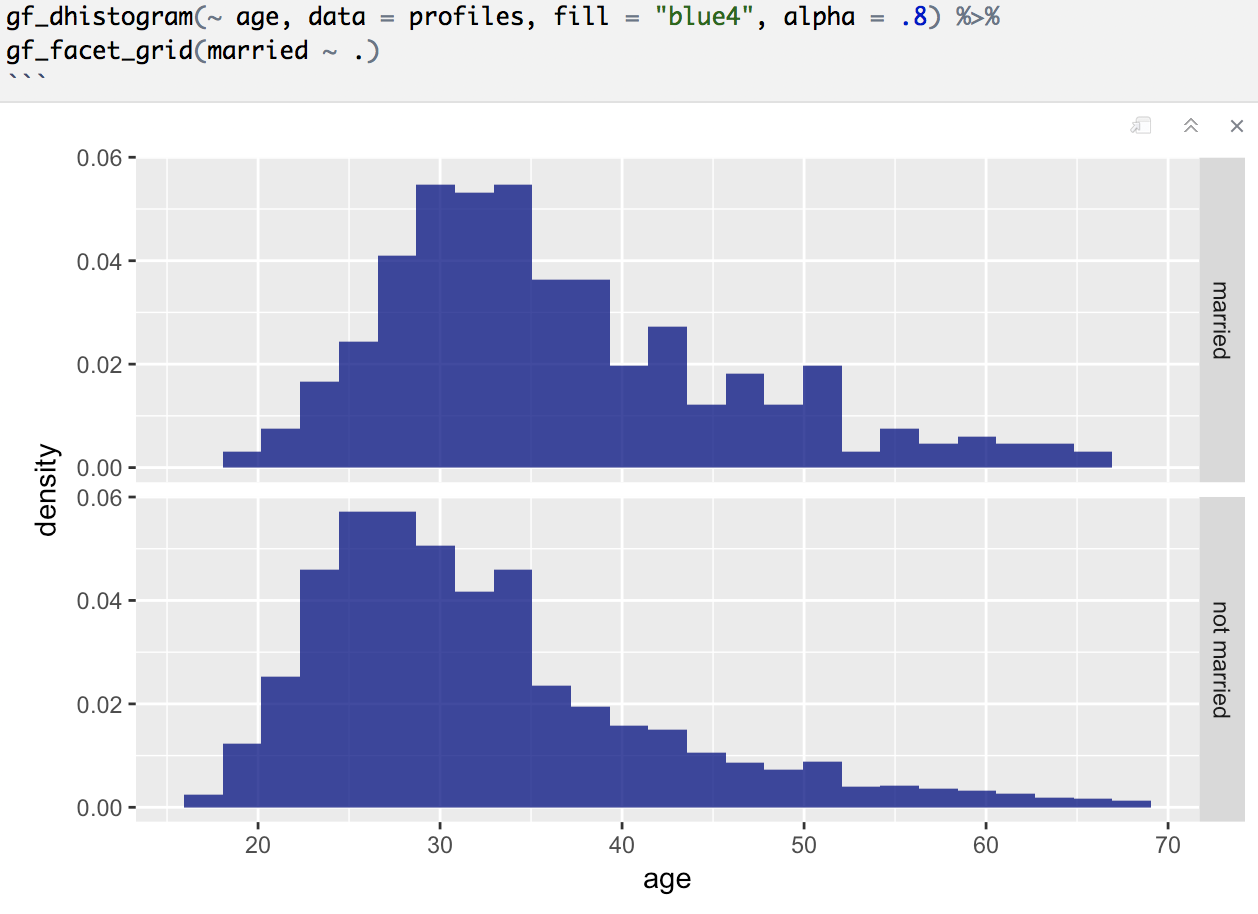 gf_dhistogram(~ age, data = profiles, fill = "blue4", alpha = .8) %>%
gf_facet_grid(married ~ .)
```
0.06
0.04
0.02
0.00
married
density
0.06
0.04
0.02
0.00
not married
20 30 40 50 60 70
age